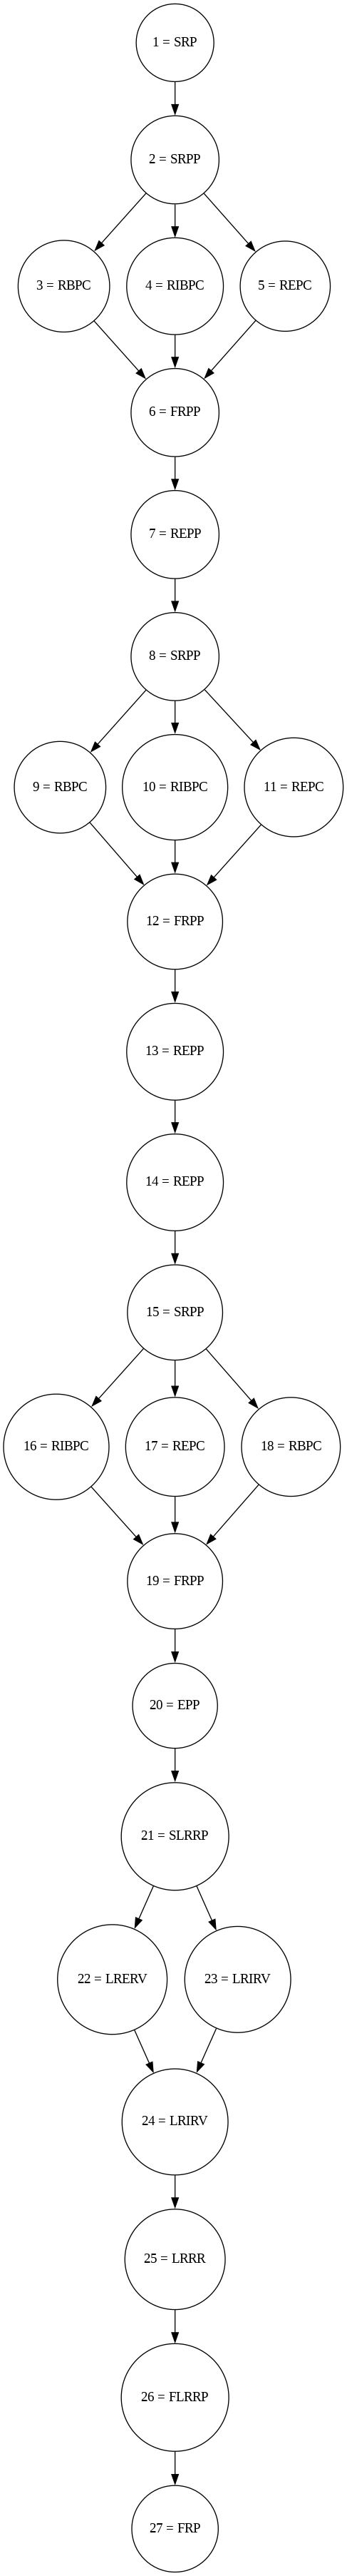 1 = SRP
2 = SRPP
3 = RBPC
4 = RIBPC
5 = REPC
6 = FRPP
7 = REPP
8 = SRPP
9 = RBPC
10 = RIBPC
11 = REPC
12 = FRPP
13 = REPP
14 = REPP
15 = SRPP
16 = RIBPC
17 = REPC
18 = RBPC
19 = FRPP
20 = EPP
21 = SLRRP
22 = LRERV
23 = LRIRV
24 = LRIRV
25 = LRRR
26 = FLRRP
27 = FRP